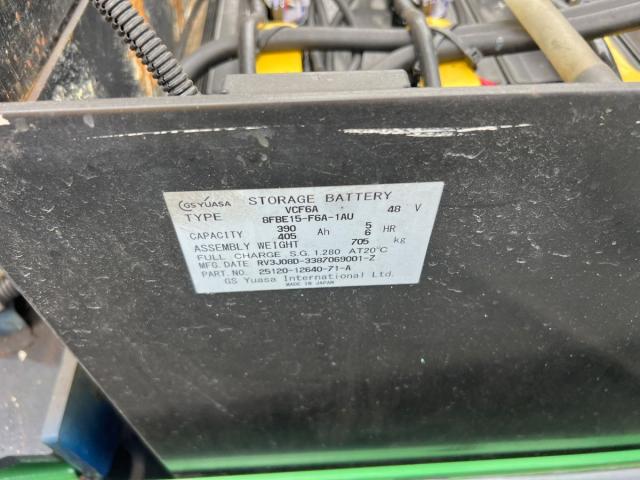 GS YUASA STORAGE BATTERY
VCF6A 48 V
TYPE 8FBE15-F6A-1AU
390 5
CAPACITY Ah HR
405 6
ASSEMBLY WEIGHT 705 kg
FULL CHARGE S.G. 1.280 AT20°C
MFG.DATE RV3J08D-3387069001-Z
PART.NO. 25120-12640-71-A
GS Yuasa International Ltd.
MADE IN JAPAN